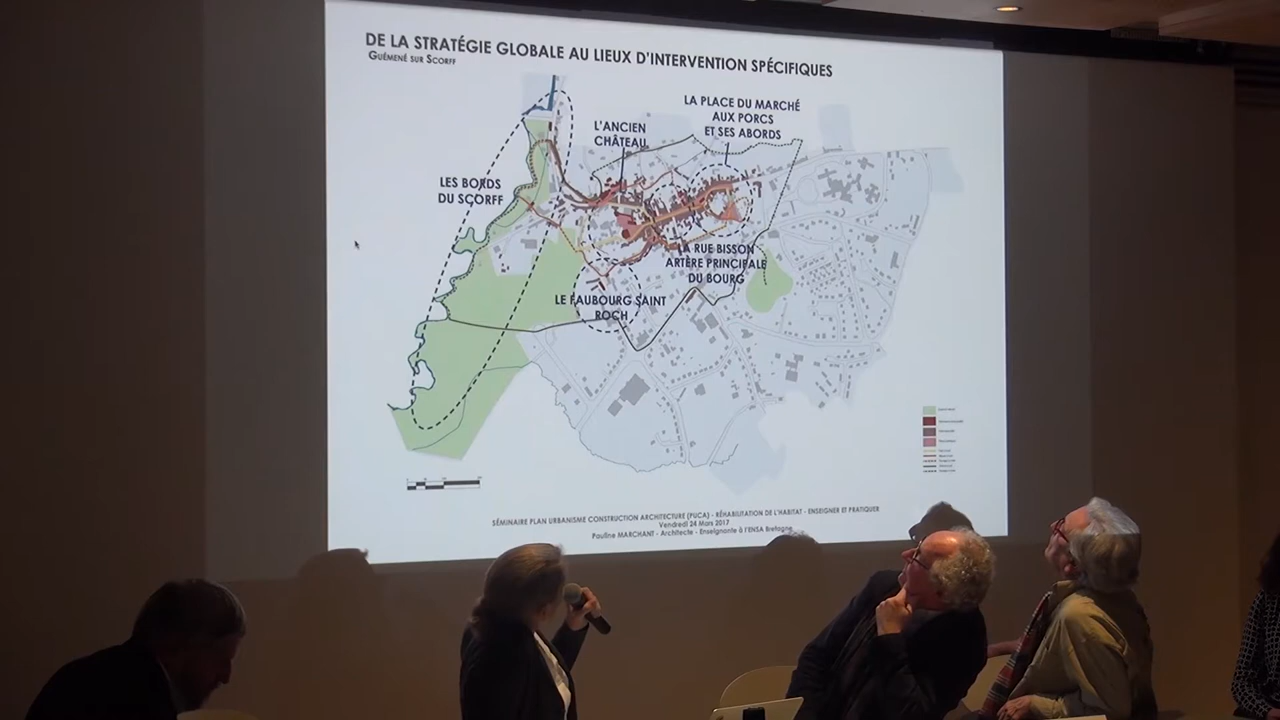 DE LA STRATÉGIE GLOBALE AU LIEUX D'INTERVENTION SPÉCIFIQUES
GUÉMENÉ SUR SCORFF
LA PLACE DU MARCHÉ
AUX PORCS
ET SES ABORDS
L'ANCIEN
CHÂTEAU
LES BORDS
DU SCORFF
LA RUE BISSON
ARTÈRE PRINCIPALE
DU BOURG
LE FAUBOURG SAINT
ROCH
SÉMINAIRE PLAN URBANISME CONSTRUCTION ARCHITECTURE (PUCA) - RÉHABILITATION DE L'HABITAT - ENSEIGNER ET PRATIQUER
Vendredi 24 Mars 2017
Pauline MARCHANT - Architecte - Enseignante à l'ENSA Bretagne